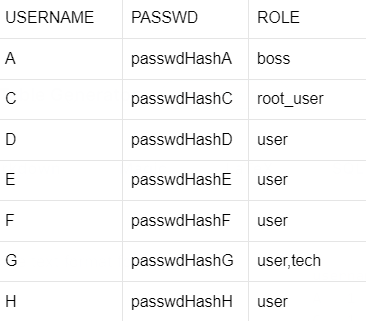 USERNAME PASSWD ROLE
A passwdHashA boss
C passwdHashC root_user
D passwdHashD user
E passwdHashE user
F passwdHashF user
G passwdHashG user,tech
H passwdHashH user